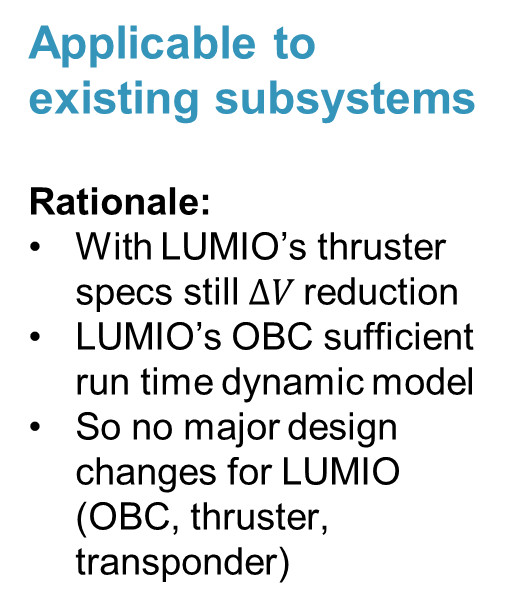 Applicable to
existing subsystems
Rationale:
• With LUMIO’s thruster
specs still Δ𝑉 reduction
• LUMIO’s OBC sufficient
run time dynamic model
• So no major design
changes for LUMIO
(OBC, thruster,
transponder)